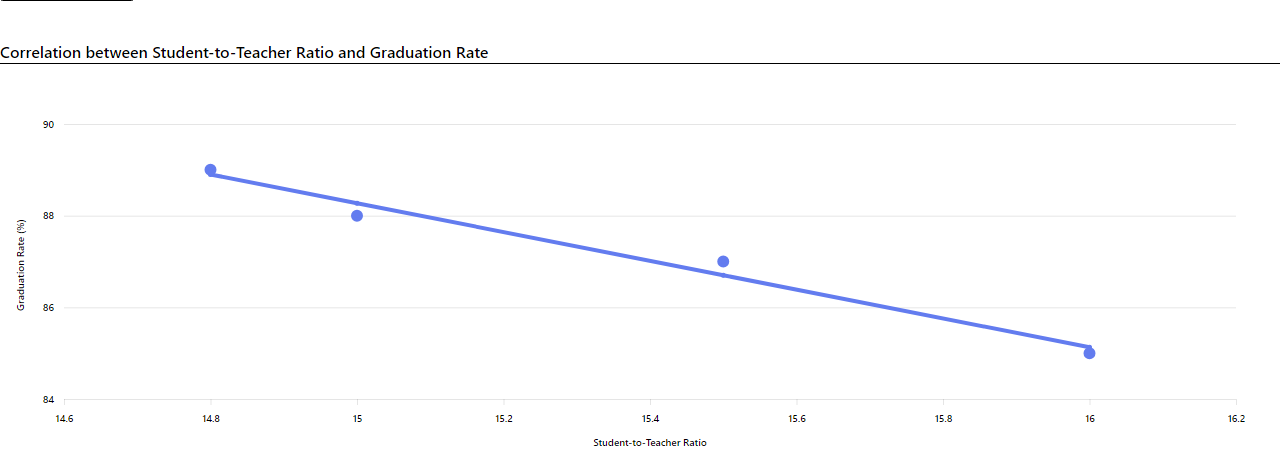 Correlation between Student-to-Teacher Ratio and Graduation Rate
90
88
86
84
Graduation Rate (%)
14.6 14.8 15 15.2 15.4 15.6 15.8 16 16.2
Student-to-Teacher Ratio